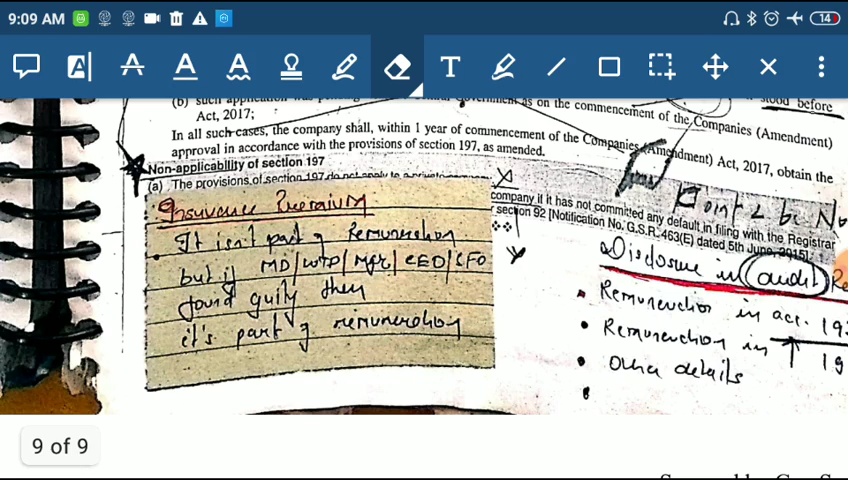 9:09 AM
14
T
(b) such application was
Government as on the commencement of the Companies (Amendment)
stood before
Act, 2017;
In all such cases, the company shall, within 1 year of commencement of the Companies (Amendment) Act, 2017, obtain the
approval in accordance with the provisions of section 197, as amended.
Non-applicability of section 197
(a) The provisions of section 197 do not apply to a private company
company if it has not committed any default in filing with the Registrar
section 92 [Notification No. G.S.R. 463(E) dated 5th June, 2015].
Insurance Premium
It isn't part of Remuneration
but if MD/WTD/Mgr/CEO/CFO
found guily then
it's part of remuneration
Disclosure in audit Re
Remuneration in acc. 19
Remuneration in ↑ 19
Other details
9 of 9